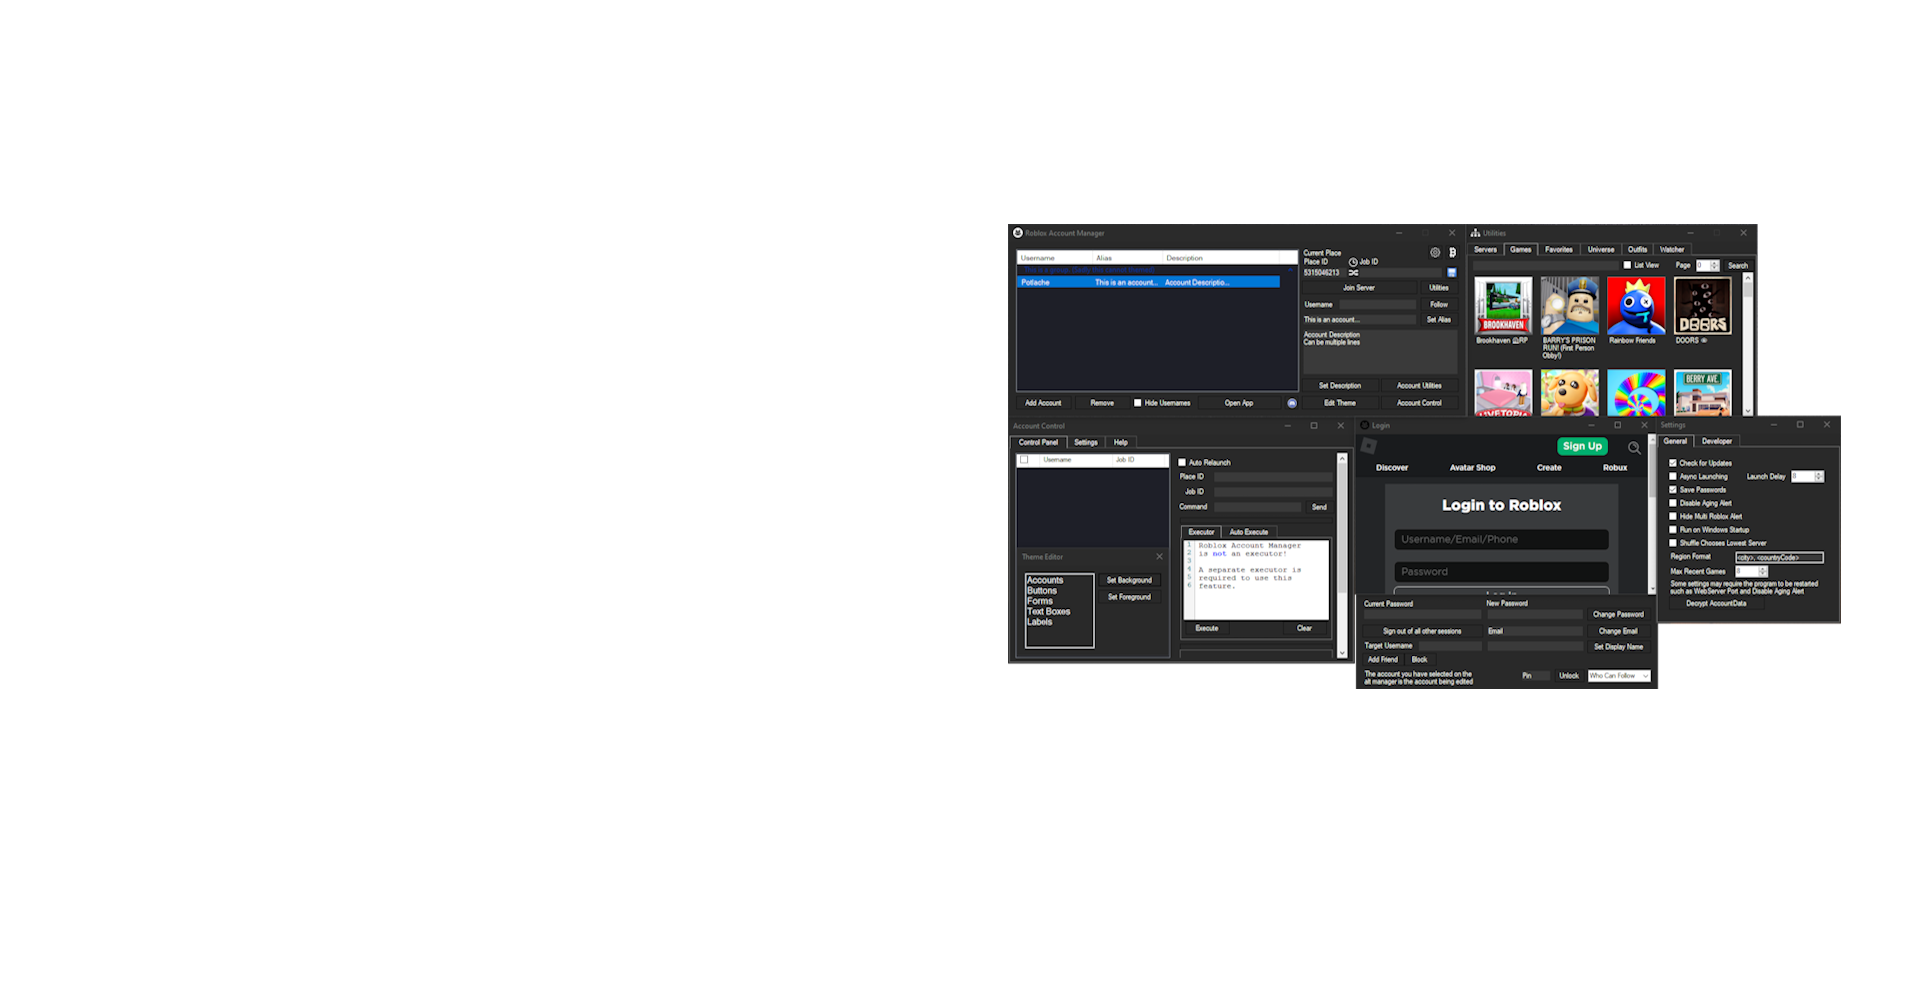 Roblox Account Manager
Username Alias Description
Potlache This is an account... Account Descriptio...
Add Account Remove Hide Usernames Open App
Current Place
Place ID Job ID
5315046213
Join Server Utilities
Username Follow
This is an account... Set Alias
Account Description
Can be multiple lines
Set Description Account Utilities
Edit Theme Account Control
Utilities
Servers Games Favorites Universe Outfits Watcher
List View Page 0 Search
BROOKHAVEN
DOORS
Brookhaven 🏡RP
BARRY'S PRISON
RUN! (First Person
Obby!)
Rainbow Friends
DOORS 👁
LIVETOPIA
BERRY AVE.
Account Control
Control Panel Settings Help
Username Job ID
Auto Relaunch
Place ID
Job ID
Command Send
Executor Auto Execute
1 Roblox Account Manager
2 is not an executor!
3
4 A separate executor is
5 required to use this
6 feature.
Execute Clear
Theme Editor
Accounts
Buttons
Forms
Text Boxes
Labels
Set Background
Set Foreground
Login
Sign Up
Discover Avatar Shop Create Robux
Login to Roblox
Username/Email/Phone
Password
Log In
Current Password New Password
Change Password
Sign out of all other sessions Email Change Email
Target Username Set Display Name
Add Friend Block
The account you have selected on the
alt manager is the account being edited
Pin Unlock Who Can Follow
Settings
General Developer
Check for Updates
Async Launching Launch Delay 8
Save Passwords
Disable Aging Alert
Hide Multi Roblox Alert
Run on Windows Startup
Shuffle Chooses Lowest Server
Region Format <city>, <countryCode>
Max Recent Games 8
Some settings may require the program to be restarted
such as WebServer Port and Disable Aging Alert
Decrypt AccountData